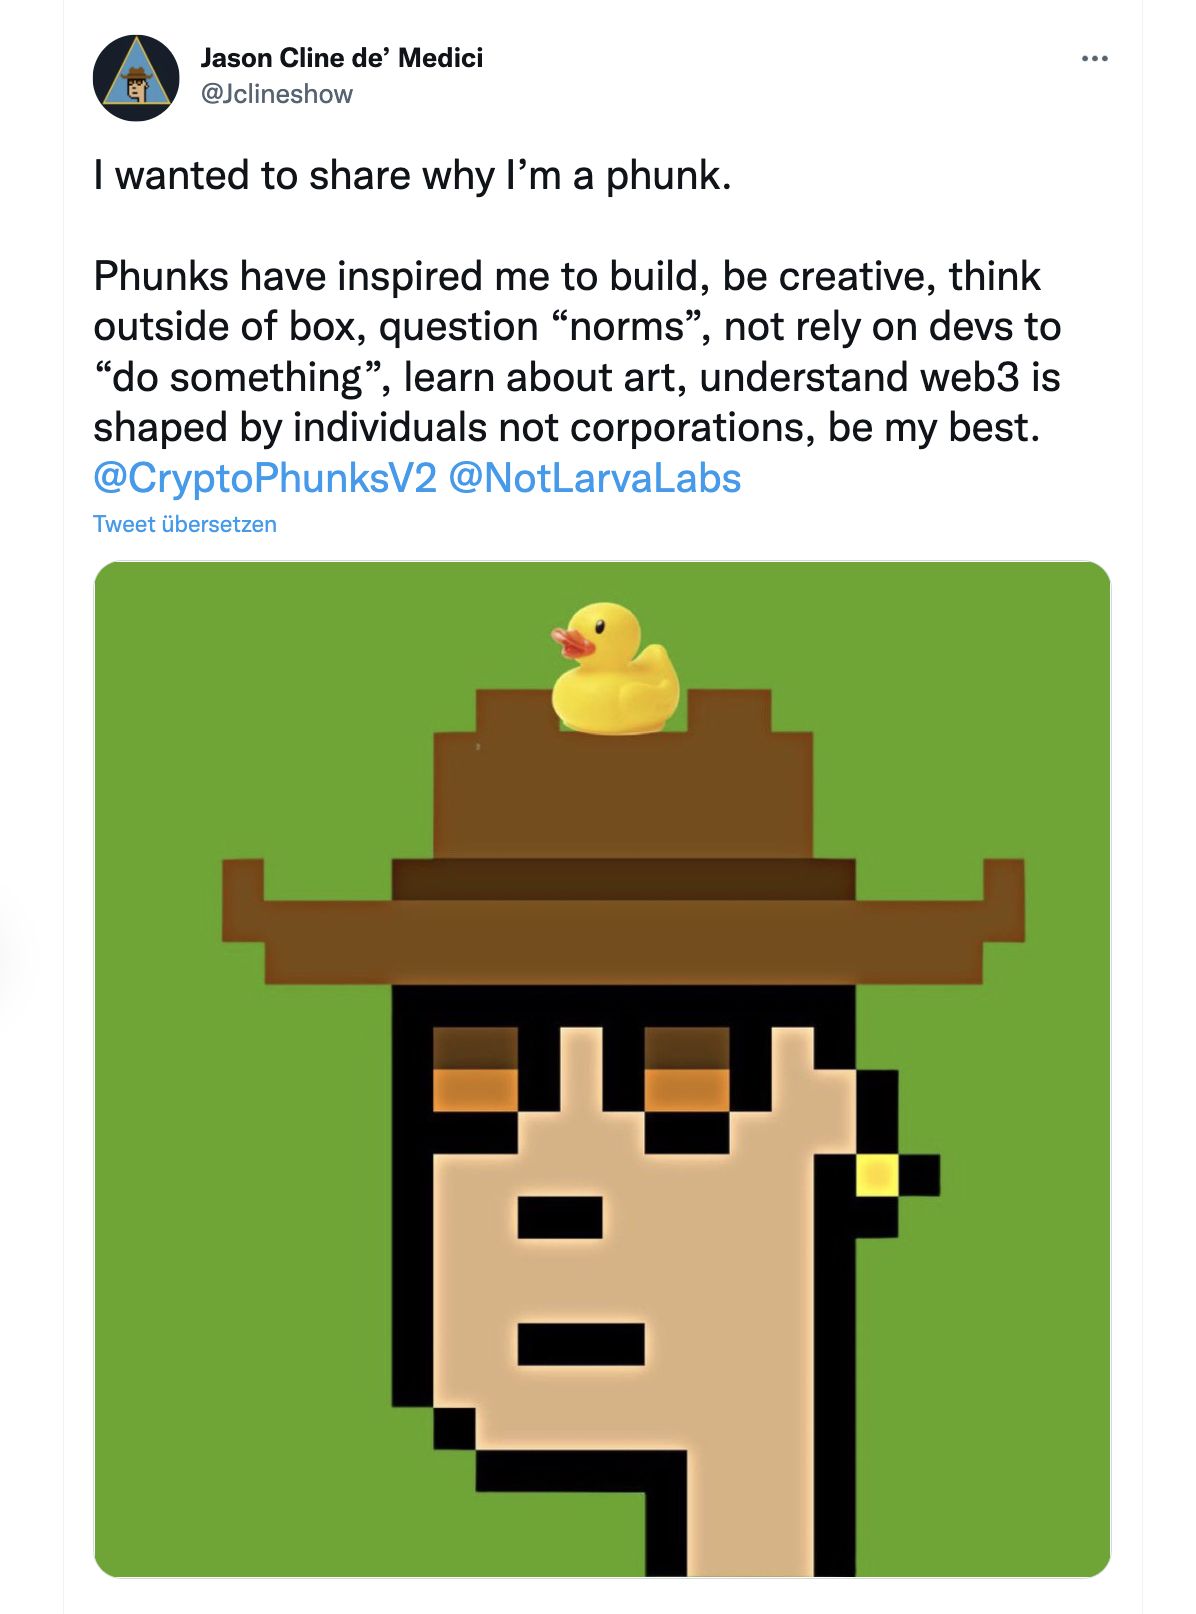 Jason Cline de’ Medici
@Jclineshow
I wanted to share why I’m a phunk.
Phunks have inspired me to build, be creative, think
outside of box, question “norms”, not rely on devs to
“do something”, learn about art, understand web3 is
shaped by individuals not corporations, be my best.
@CryptoPhunksV2 @NotLarvaLabs
Tweet übersetzen